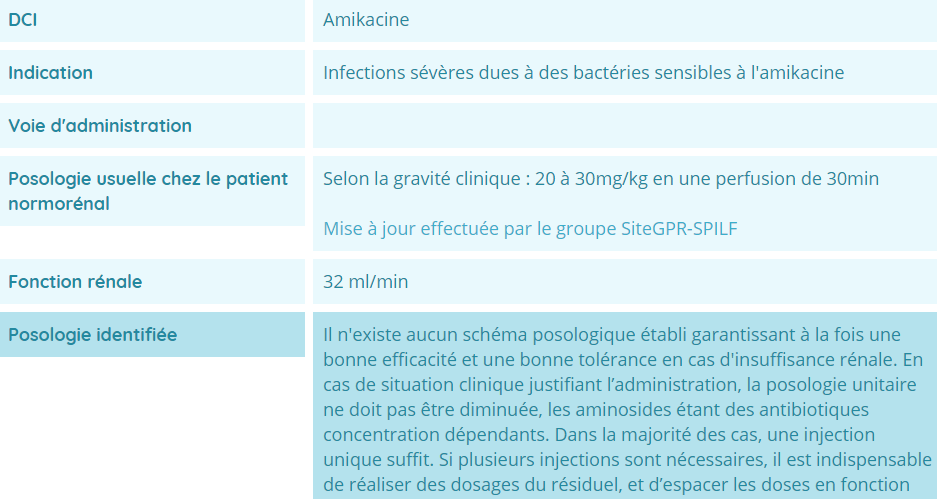 DCI
Amikacine
Indication
Infections sévères dues à des bactéries sensibles à l'amikacine
Voie d'administration
Posologie usuelle chez le patient
normorénal
Selon la gravité clinique : 20 à 30mg/kg en une perfusion de 30min
Mise à jour effectuée par le groupe SiteGPR-SPILF
Fonction rénale
32 ml/min
Posologie identifiée
Il n'existe aucun schéma posologique établi garantissant à la fois une
bonne efficacité et une bonne tolérance en cas d'insuffisance rénale. En
cas de situation clinique justifiant l’administration, la posologie unitaire
ne doit pas être diminuée, les aminosides étant des antibiotiques
concentration dépendants. Dans la majorité des cas, une injection
unique suffit. Si plusieurs injections sont nécessaires, il est indispensable
de réaliser des dosages du résiduel, et d’espacer les doses en fonction